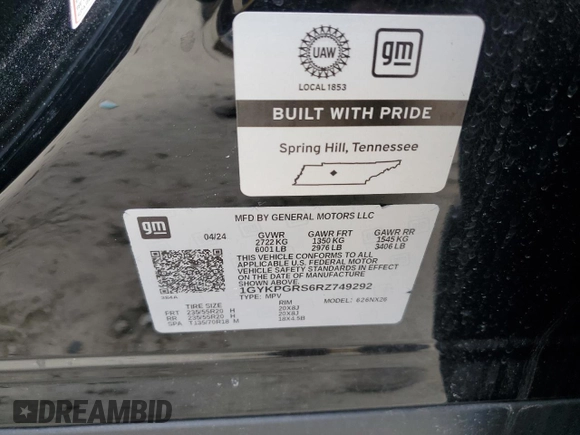 UAW
gm
LOCAL 1853
BUILT WITH PRIDE
Spring Hill, Tennessee
gm
MFD BY GENERAL MOTORS LLC
04/24 GVWR GAWR FRT GAWR RR
2722 KG 1350 KG 1545 KG
6001 LB 2976 LB 3406 LB
THIS VEHICLE CONFORMS TO ALL
APPLICABLE U.S. FEDERAL MOTOR
VEHICLE SAFETY STANDARDS IN
EFFECT ON THE DATE OF MANUFACTURE
SHOWN ABOVE.
1GYKPGRS6RZ749292
TYPE: MPV MODEL: 626NX26
TIRE SIZE RIM
FRT 235/55R20 H 20X8J
RR 235/55R20 H 20X8J
SPA T135/70R18 M 18X4.5B
DREAMBID